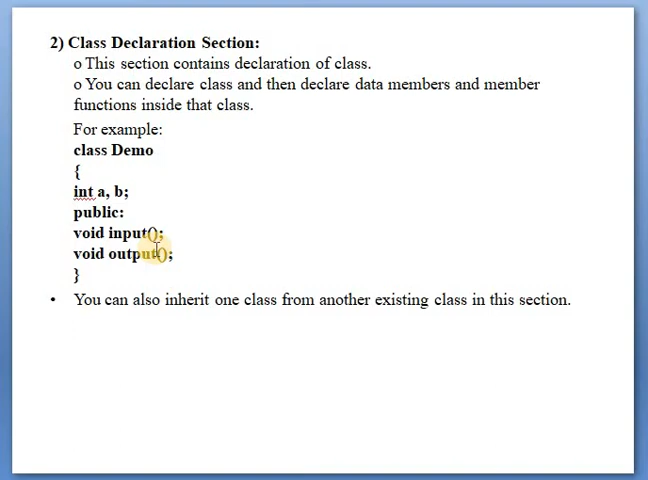 2) Class Declaration Section:
o This section contains declaration of class.
o You can declare class and then declare data members and member
functions inside that class.
For example:
class Demo
{
int a, b;
public:
void input();
void output();
}
• You can also inherit one class from another existing class in this section.